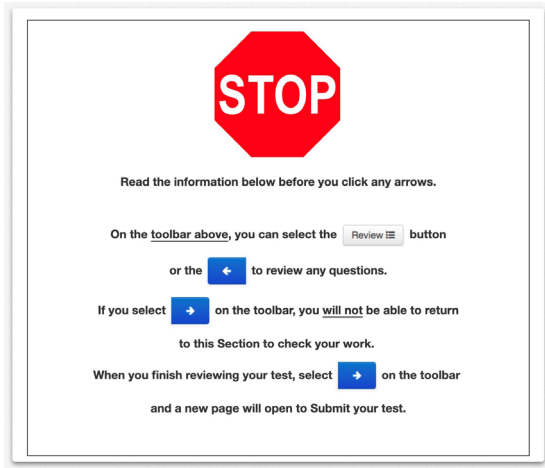 STOP
Read the information below before you click any arrows.
On the toolbar above, you can select the Review button
or the ← to review any questions.
If you select → on the toolbar, you will not be able to return
to this Section to check your work.
When you finish reviewing your test, select → on the toolbar
and a new page will open to Submit your test.